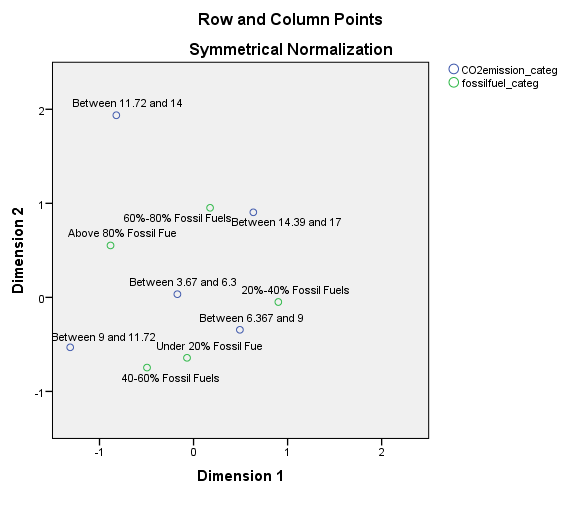 Row and Column Points
Symmetrical Normalization
CO2emission_categ
fossilfuel_categ
Between 11.72 and 14
60%-80% Fossil Fuels
Between 14.39 and 17
Above 80% Fossil Fue
Between 3.67 and 6.3
20%-40% Fossil Fuels
Between 6.367 and 9
Between 9 and 11.72
Under 20% Fossil Fue
40-60% Fossil Fuels
2
1
0
-1
Dimension 2
-1
0
1
2
Dimension 1